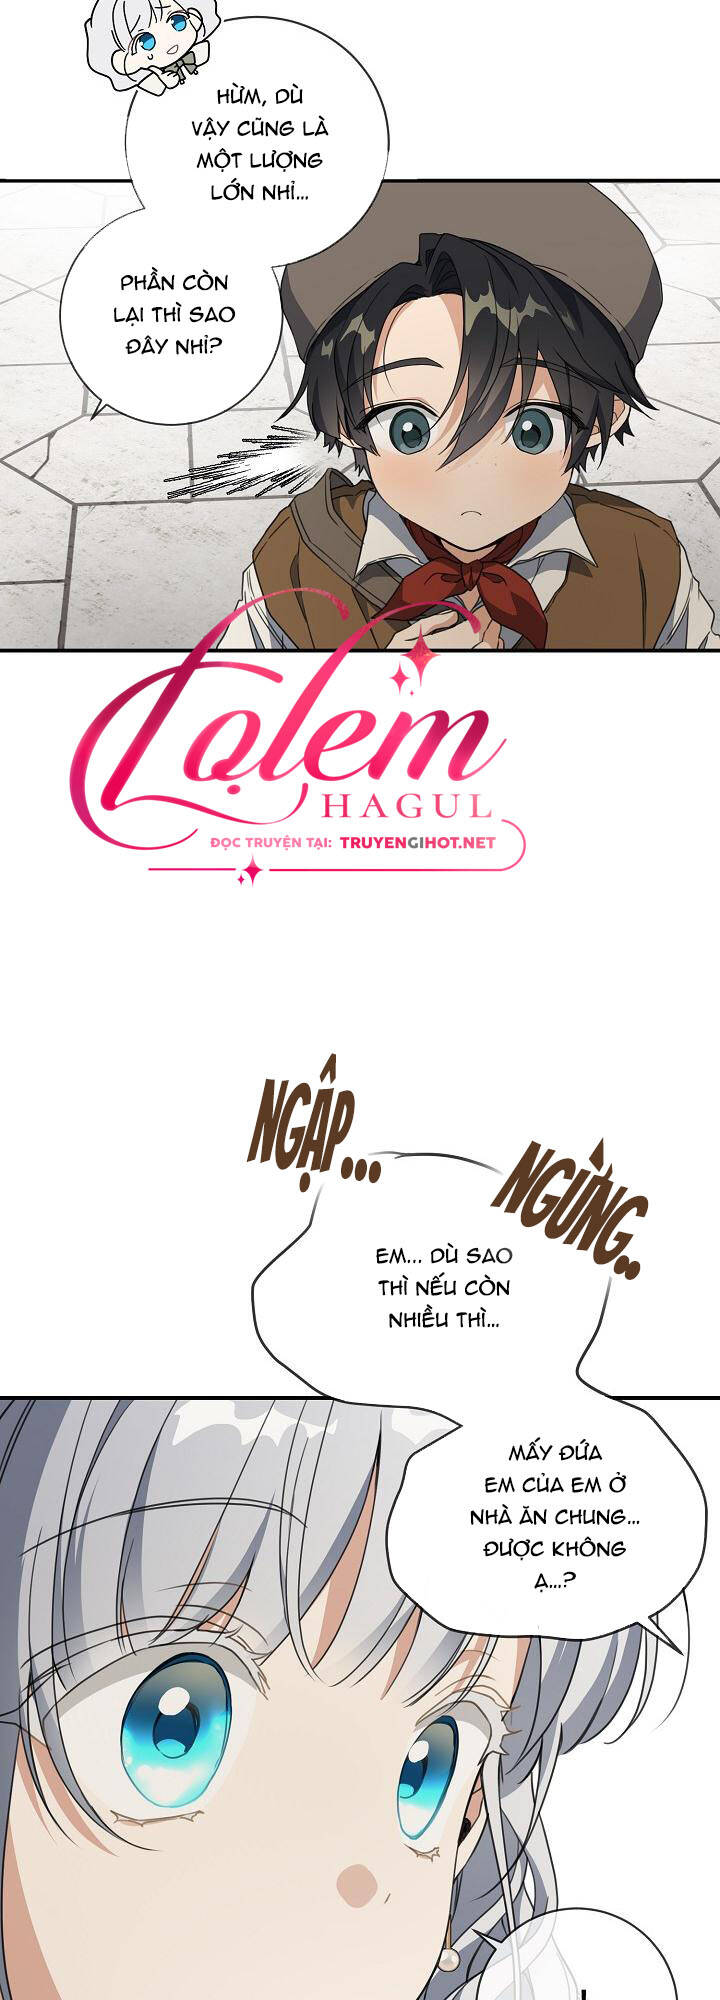 HỪM, DÙ
VẬY CŨNG LÀ
MỘT LƯỢNG
LỚN NHỈ...
PHẦN CÒN
LẠI THÌ SAO
ĐÂY NHỈ?
Lọlem
HAGUL
ĐỌC TRUYỆN TẠI: TRUYENGIHOT.NET
NGẬP...
NGỪNG..
EM... DÙ SAO
THÌ NẾU CÒN
NHIỀU THÌ...
MẤY ĐỨA
EM CỦA EM Ở
NHÀ ĂN CHUNG...
ĐƯỢC KHÔNG
Ạ...?